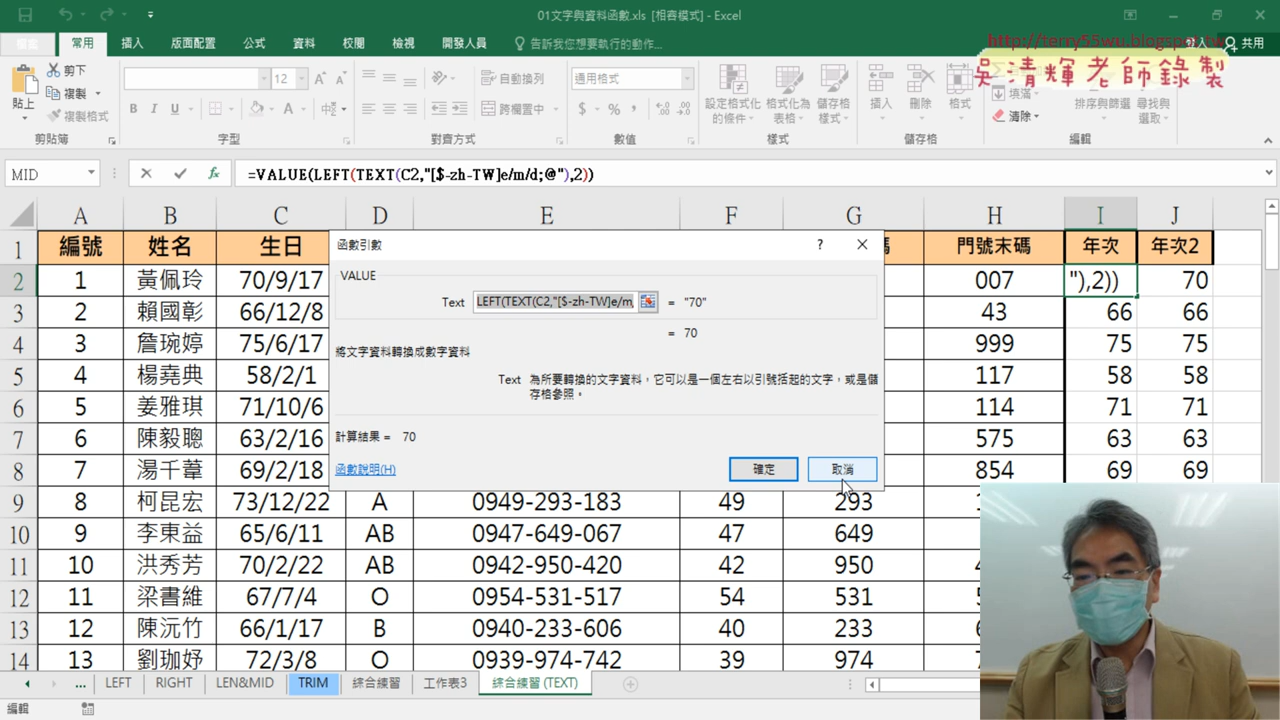 01文字與資料函數.xls [相容模式] - Excel
http://terry55wu.blogspot.tw
吳清輝老師錄製
常用 插入 版面配置 公式 資料 校閱 檢視 開發人員 告訴我您想要執行的動作... 共用
貼上 剪下 複製 複製格式
12 自動換列 跨欄置中 通用格式
設定格式化的條件 格式化為表格 儲存格樣式 插入 刪除 格式 填滿 清除 排序與篩選 尋找與選取
剪貼簿 字型 對齊方式 數值 樣式 儲存格 編輯
MID =VALUE(LEFT(TEXT(C2,"[$-zh-TW]e/m/d;@"),2))
A B C D E F G H I J
1 編號 姓名 生日 碼 門號末碼 年次 年次2
2 1 黃佩玲 70/9/17 007 "),2)) 70
3 2 賴國彰 66/12/8 43 66 66
4 3 詹琬婷 75/6/17 999 75 75
5 4 楊堯典 58/2/1 117 58 58
6 5 姜雅琪 71/10/6 114 71 71
7 6 陳毅聰 63/2/16 575 63 63
8 7 湯千葦 69/2/18 854 69 69
9 8 柯昆宏 73/12/22 A 0949-293-183 49 293
10 9 李東益 65/6/11 AB 0947-649-067 47 649
11 10 洪秀芳 70/2/22 AB 0942-950-420 42 950
12 11 梁書維 67/7/4 O 0954-531-517 54 531
13 12 陳沅竹 66/1/17 B 0940-233-606 40 233
14 13 劉珈妤 72/3/8 O 0939-974-742 39 974
函數引數 ?
VALUE
Text LEFT(TEXT(C2,"[$-zh-TW]e/m, = "70"
= 70
將文字資料轉換成數字資料
Text 為所要轉換的文字資料，它可以是一個左右以引號括起的文字，或是儲
存格參照。
計算結果 = 70
函數說明(H) 確定 取消
... LEFT RIGHT LEN&MID TRIM 綜合練習 工作表3 綜合練習 (TEXT)
編輯